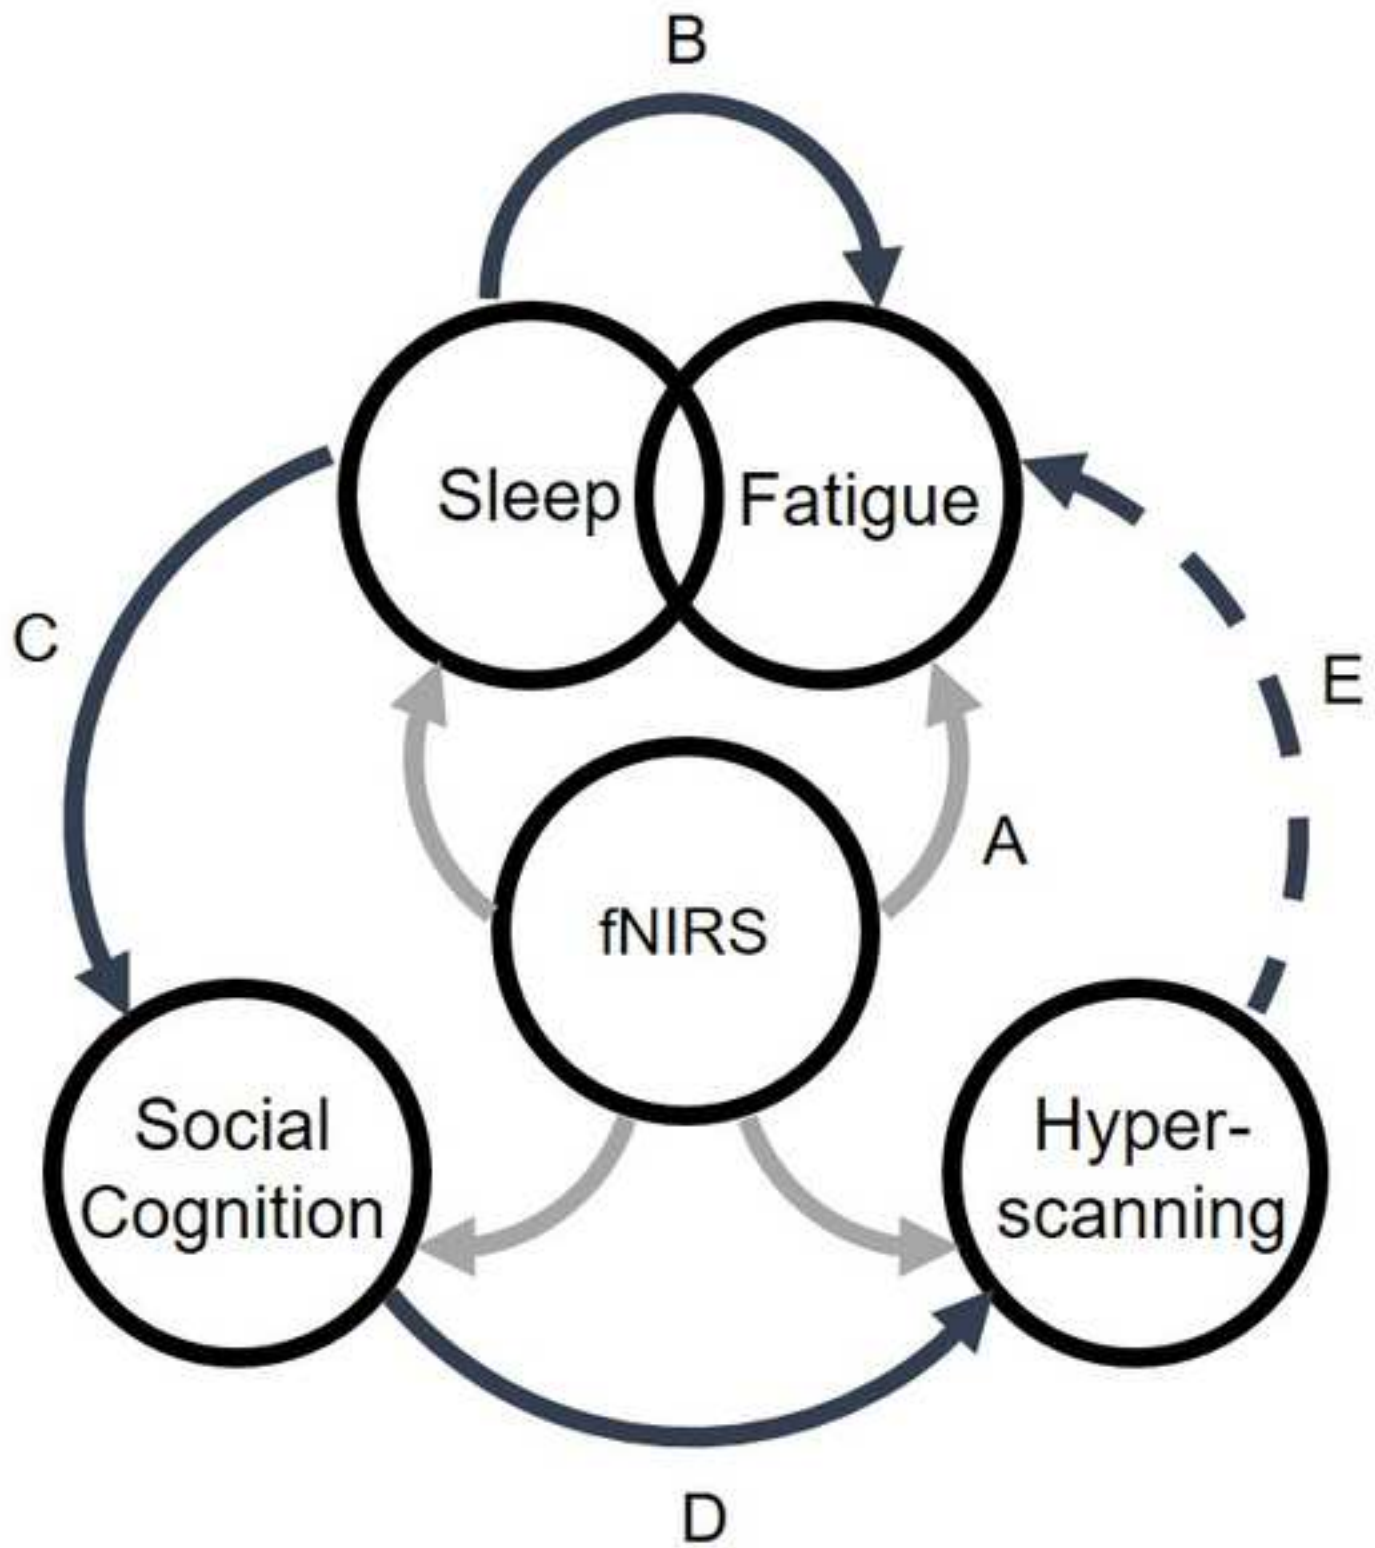 B
Sleep
Fatigue
C
E
A
fNIRS
Social
Cognition
Hyper-
scanning
D